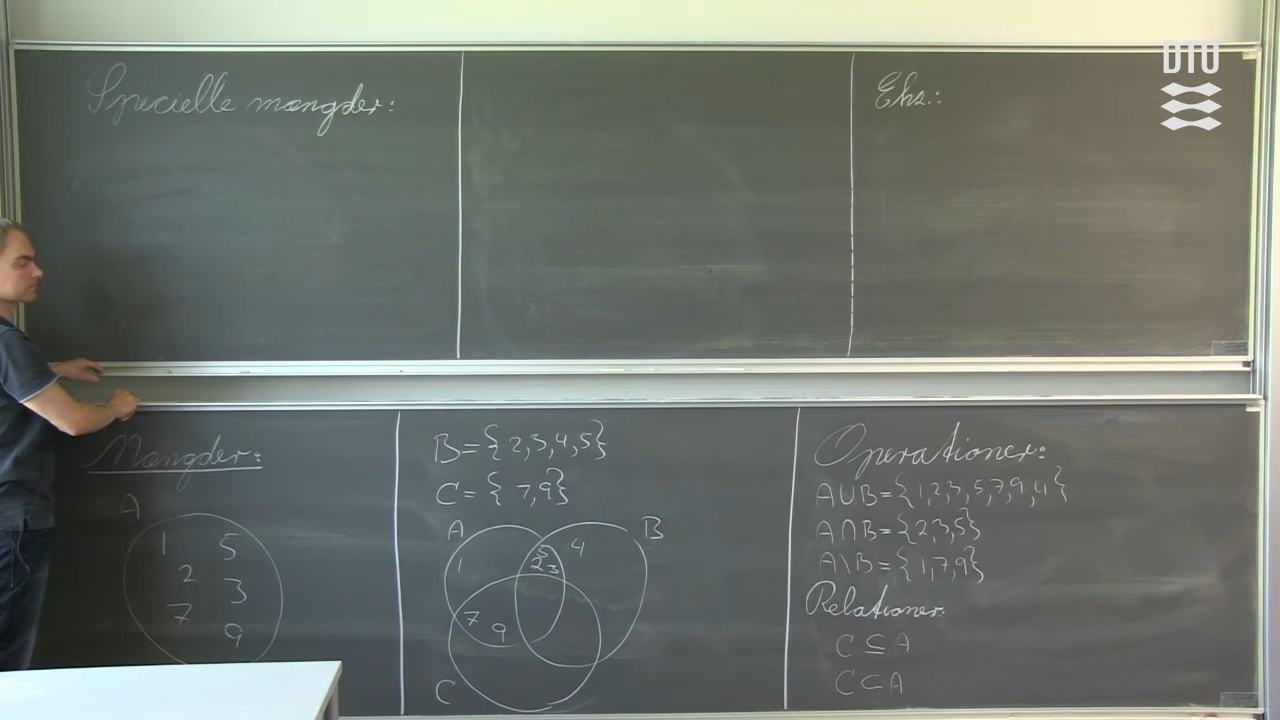 Specielle mængder:
Eks.:
DTU
Mængder:
A
1 5
2 3
7 9
B={2,3,4,5}
C={7,9}
A B
1 5 4
2 3
7 9
C
Operationer:
A∪B={1,2,3,5,7,9,4}
A∩B={2,3,5}
A\B={1,7,9}
Relationer:
C⊆A
C⊂A